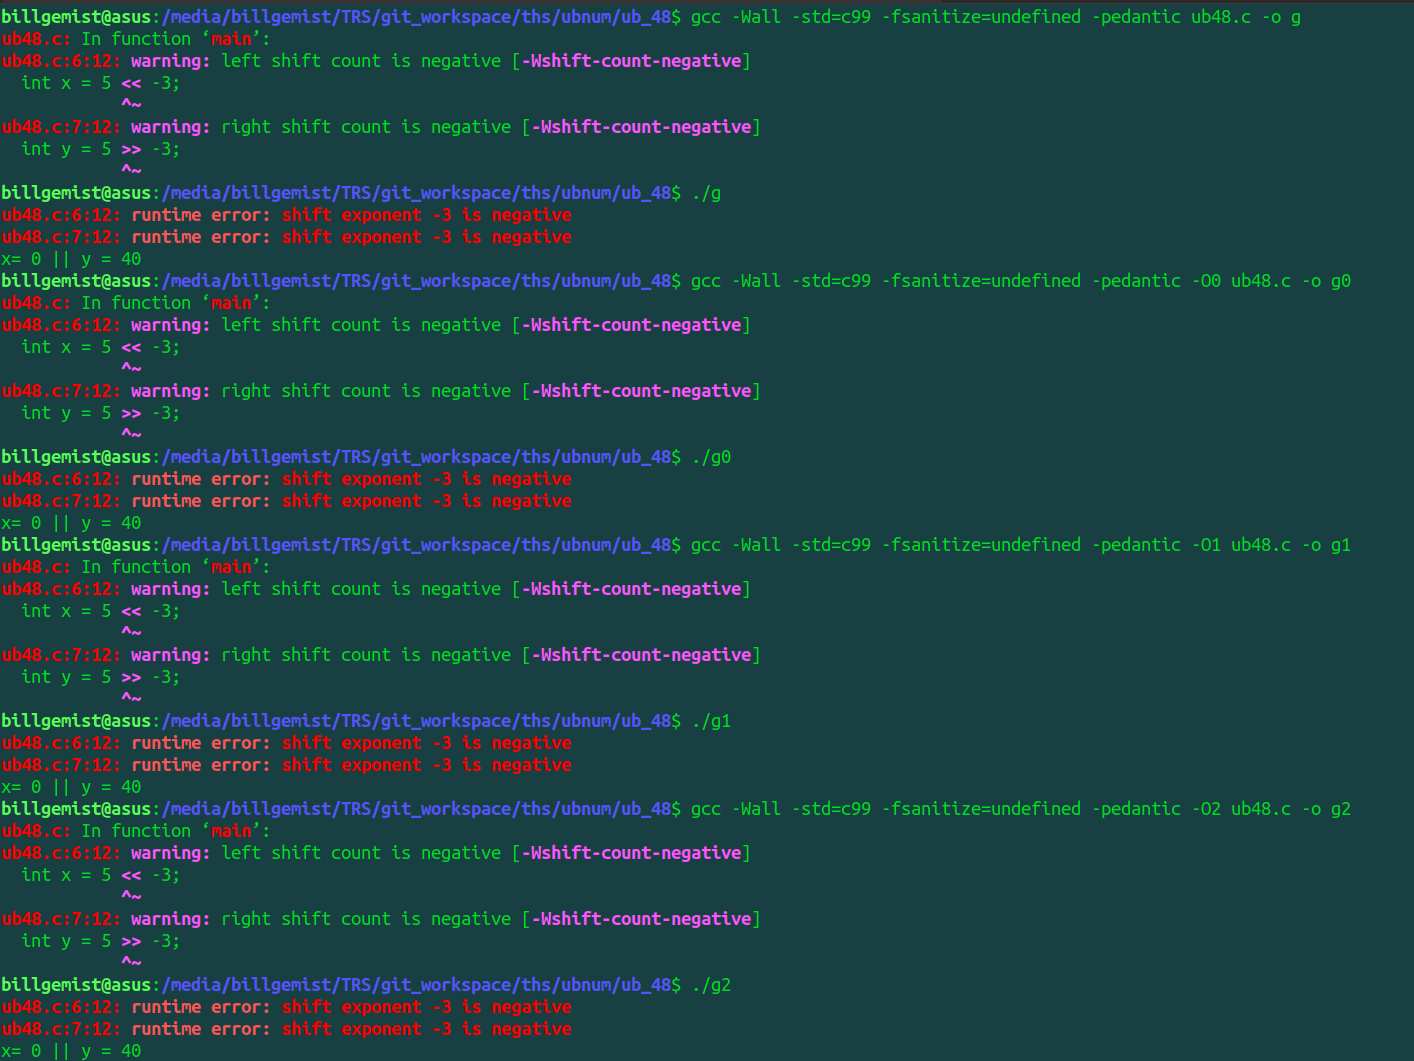 billgemist@asus:/media/billgemist/TRS/git_workspace/ths/ubnum/ub_48$ gcc -Wall -std=c99 -fsanitize=undefined -pedantic ub48.c -o g
ub48.c: In function ‘main’:
ub48.c:6:12: warning: left shift count is negative [-Wshift-count-negative]
  int x = 5 << -3;
            ^~
ub48.c:7:12: warning: right shift count is negative [-Wshift-count-negative]
  int y = 5 >> -3;
            ^~
billgemist@asus:/media/billgemist/TRS/git_workspace/ths/ubnum/ub_48$ ./g
ub48.c:6:12: runtime error: shift exponent -3 is negative
ub48.c:7:12: runtime error: shift exponent -3 is negative
x= 0 || y = 40
billgemist@asus:/media/billgemist/TRS/git_workspace/ths/ubnum/ub_48$ gcc -Wall -std=c99 -fsanitize=undefined -pedantic -O0 ub48.c -o g0
ub48.c: In function ‘main’:
ub48.c:6:12: warning: left shift count is negative [-Wshift-count-negative]
  int x = 5 << -3;
            ^~
ub48.c:7:12: warning: right shift count is negative [-Wshift-count-negative]
  int y = 5 >> -3;
            ^~
billgemist@asus:/media/billgemist/TRS/git_workspace/ths/ubnum/ub_48$ ./g0
ub48.c:6:12: runtime error: shift exponent -3 is negative
ub48.c:7:12: runtime error: shift exponent -3 is negative
x= 0 || y = 40
billgemist@asus:/media/billgemist/TRS/git_workspace/ths/ubnum/ub_48$ gcc -Wall -std=c99 -fsanitize=undefined -pedantic -O1 ub48.c -o g1
ub48.c: In function ‘main’:
ub48.c:6:12: warning: left shift count is negative [-Wshift-count-negative]
  int x = 5 << -3;
            ^~
ub48.c:7:12: warning: right shift count is negative [-Wshift-count-negative]
  int y = 5 >> -3;
            ^~
billgemist@asus:/media/billgemist/TRS/git_workspace/ths/ubnum/ub_48$ ./g1
ub48.c:6:12: runtime error: shift exponent -3 is negative
ub48.c:7:12: runtime error: shift exponent -3 is negative
x= 0 || y = 40
billgemist@asus:/media/billgemist/TRS/git_workspace/ths/ubnum/ub_48$ gcc -Wall -std=c99 -fsanitize=undefined -pedantic -O2 ub48.c -o g2
ub48.c: In function ‘main’:
ub48.c:6:12: warning: left shift count is negative [-Wshift-count-negative]
  int x = 5 << -3;
            ^~
ub48.c:7:12: warning: right shift count is negative [-Wshift-count-negative]
  int y = 5 >> -3;
            ^~
billgemist@asus:/media/billgemist/TRS/git_workspace/ths/ubnum/ub_48$ ./g2
ub48.c:6:12: runtime error: shift exponent -3 is negative
ub48.c:7:12: runtime error: shift exponent -3 is negative
x= 0 || y = 40